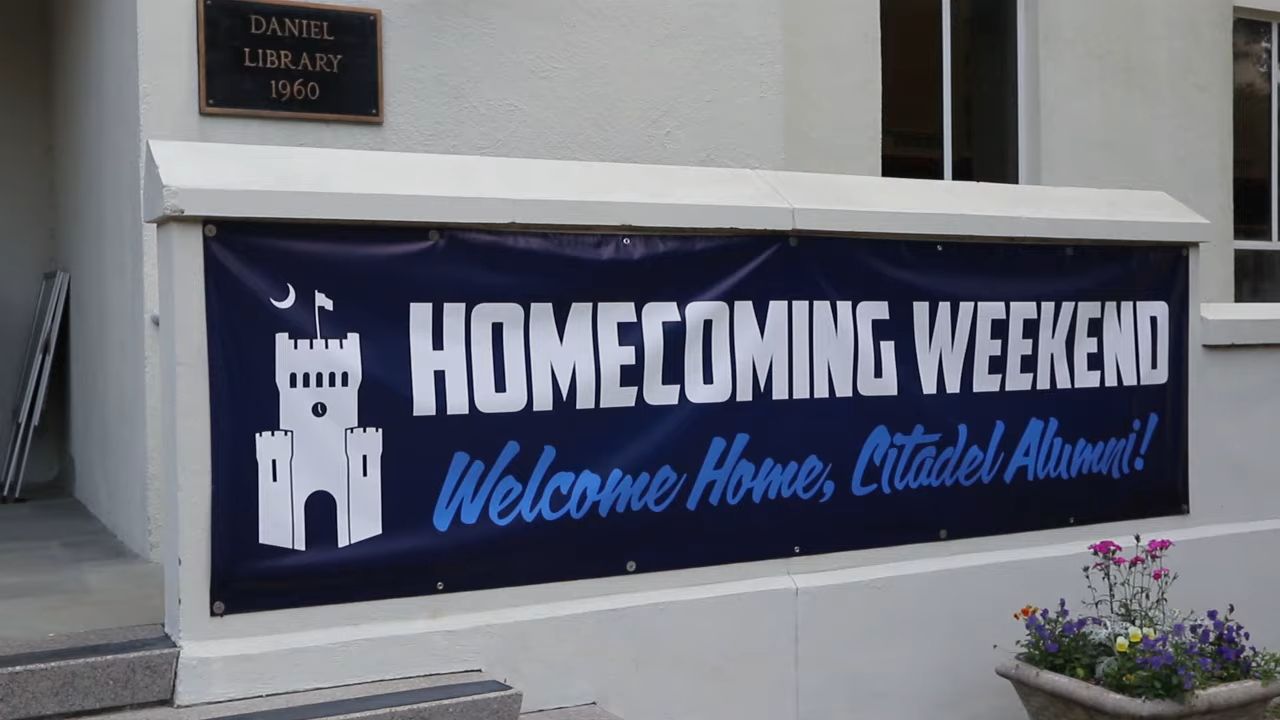 DANIEL
LIBRARY
1960
HOMECOMING WEEKEND
Welcome Home, Citadel Alumni!